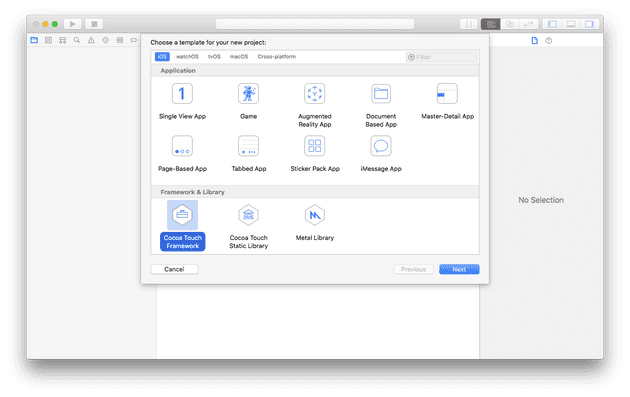 Choose a template for your new project:
iOS watchOS tvOS macOS Cross-platform Filter
Application
1
Single View App Game Augmented Reality App Document Based App Master-Detail App
Page-Based App Tabbed App Sticker Pack App iMessage App
Framework & Library
Cocoa Touch Framework Cocoa Touch Static Library Metal Library
No Selection
Cancel Previous Next